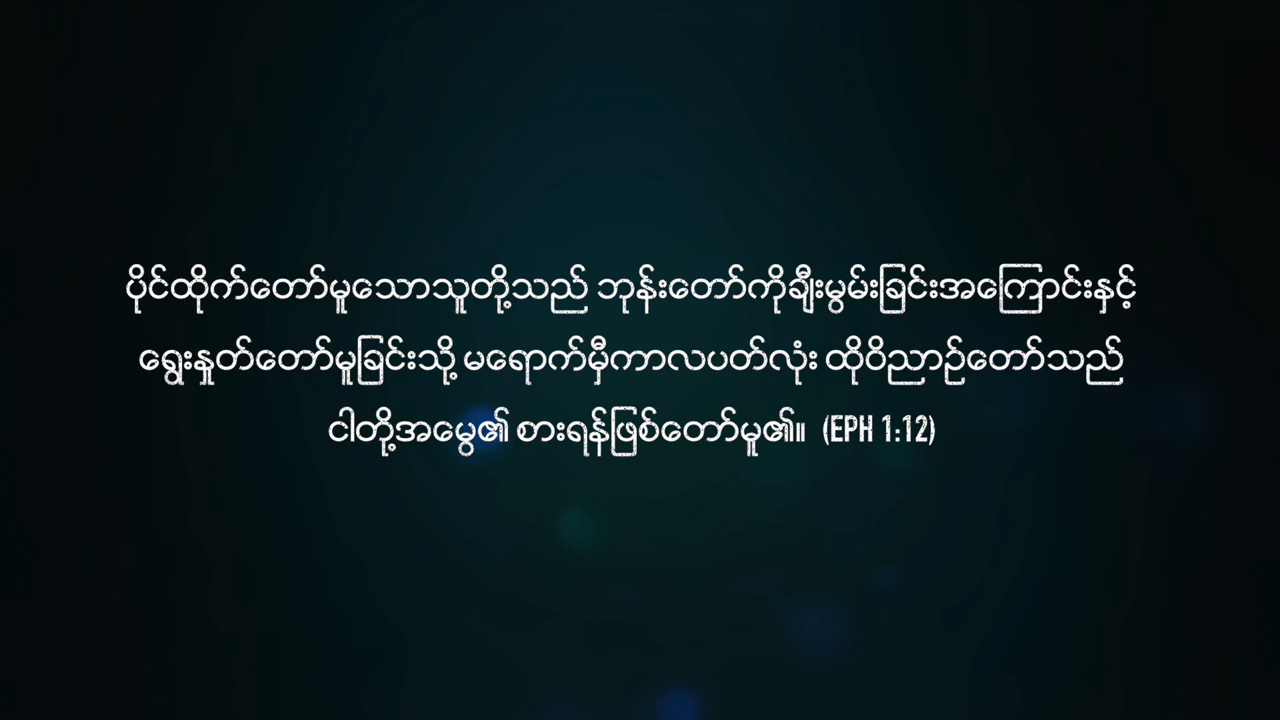 ပိုင်ထိုက်တော်မူသောသူတို့သည် ဘုန်းတော်ကိုချီးမွမ်းခြင်းအကြောင်းနှင့်
ရွေးနှုတ်တော်မူခြင်းသို့ မရောက်မှီကာလပတ်လုံး ထိုဝိညာဉ်တော်သည်
ငါတို့အမွေ၏ စားရန်ဖြစ်တော်မူ၏။ (EPH 1:12)